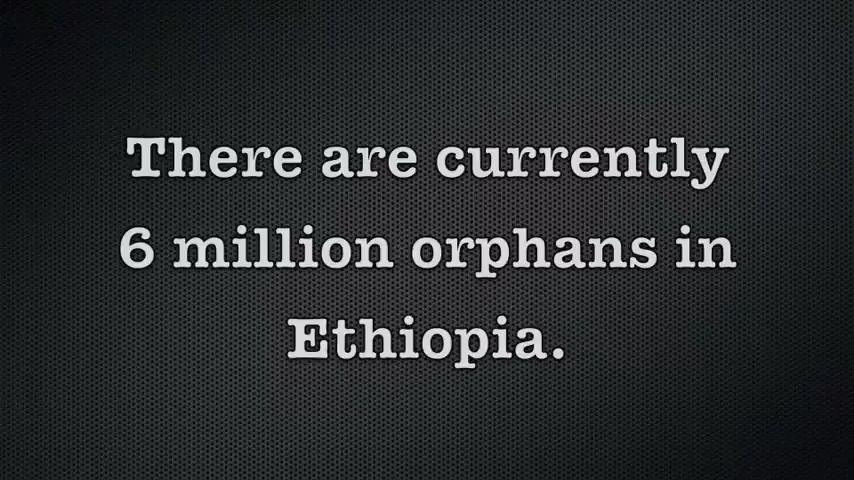 There are currently
6 million orphans in
Ethiopia.